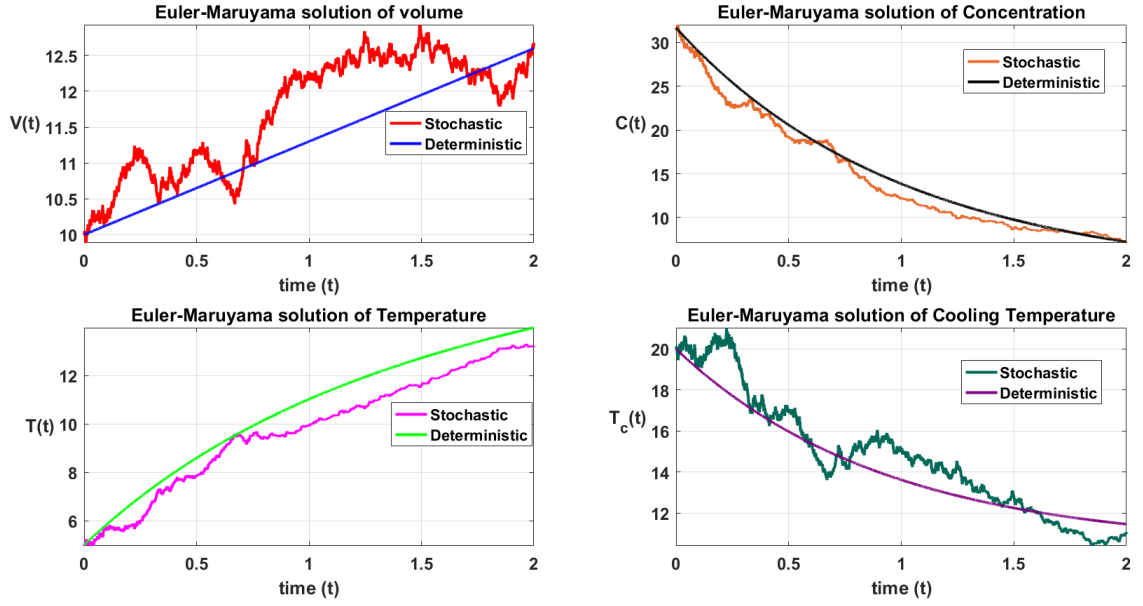 Euler-Maruyama solution of volume
12.5
12
11.5
11
10.5
10
V(t)
Stochastic
Deterministic
0
0.5
1
1.5
2
time (t)
Euler-Maruyama solution of Concentration
30
25
20
15
10
C(t)
Stochastic
Deterministic
0
0.5
1
1.5
2
time (t)
Euler-Maruyama solution of Temperature
12
10
8
6
T(t)
Stochastic
Deterministic
0
0.5
1
1.5
2
time (t)
Euler-Maruyama solution of Cooling Temperature
20
18
16
14
12
T_c(t)
Stochastic
Deterministic
0
0.5
1
1.5
2
time (t)